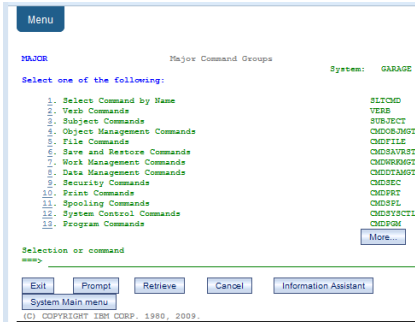 Menu
MAJOR Major Command Groups
System: GARAGE
Select one of the following:
1. Select Command by Name SLTCMD
2. Verb Commands VERB
3. Subject Commands SUBJECT
4. Object Management Commands CMDOBJMGT
5. File Commands CMDFILE
6. Save and Restore Commands CMDSAVRST
7. Work Management Commands CMDWRKMGT
8. Data Management Commands CMDDTAMGT
9. Security Commands CMDSEC
10. Print Commands CMDPRT
11. Spooling Commands CMDSPL
12. System Control Commands CMDSYSCTL
13. Program Commands CMDPGM
More...
Selection or command
===>
Exit Prompt Retrieve Cancel Information Assistant
System Main menu
(C) COPYRIGHT IBM CORP. 1980, 2009.